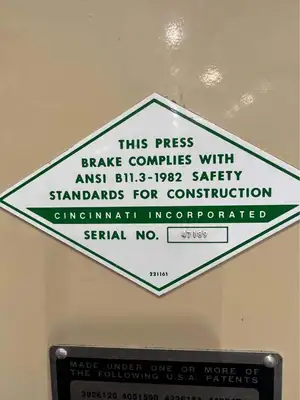 THIS PRESS
BRAKE COMPLIES WITH
ANSI B11.3-1982 SAFETY
STANDARDS FOR CONSTRUCTION
CINCINNATI INCORPORATED
SERIAL NO.
221161
MADE UNDER ONE OR MORE OF
THE FOLLOWING U.S.A. PATENTS